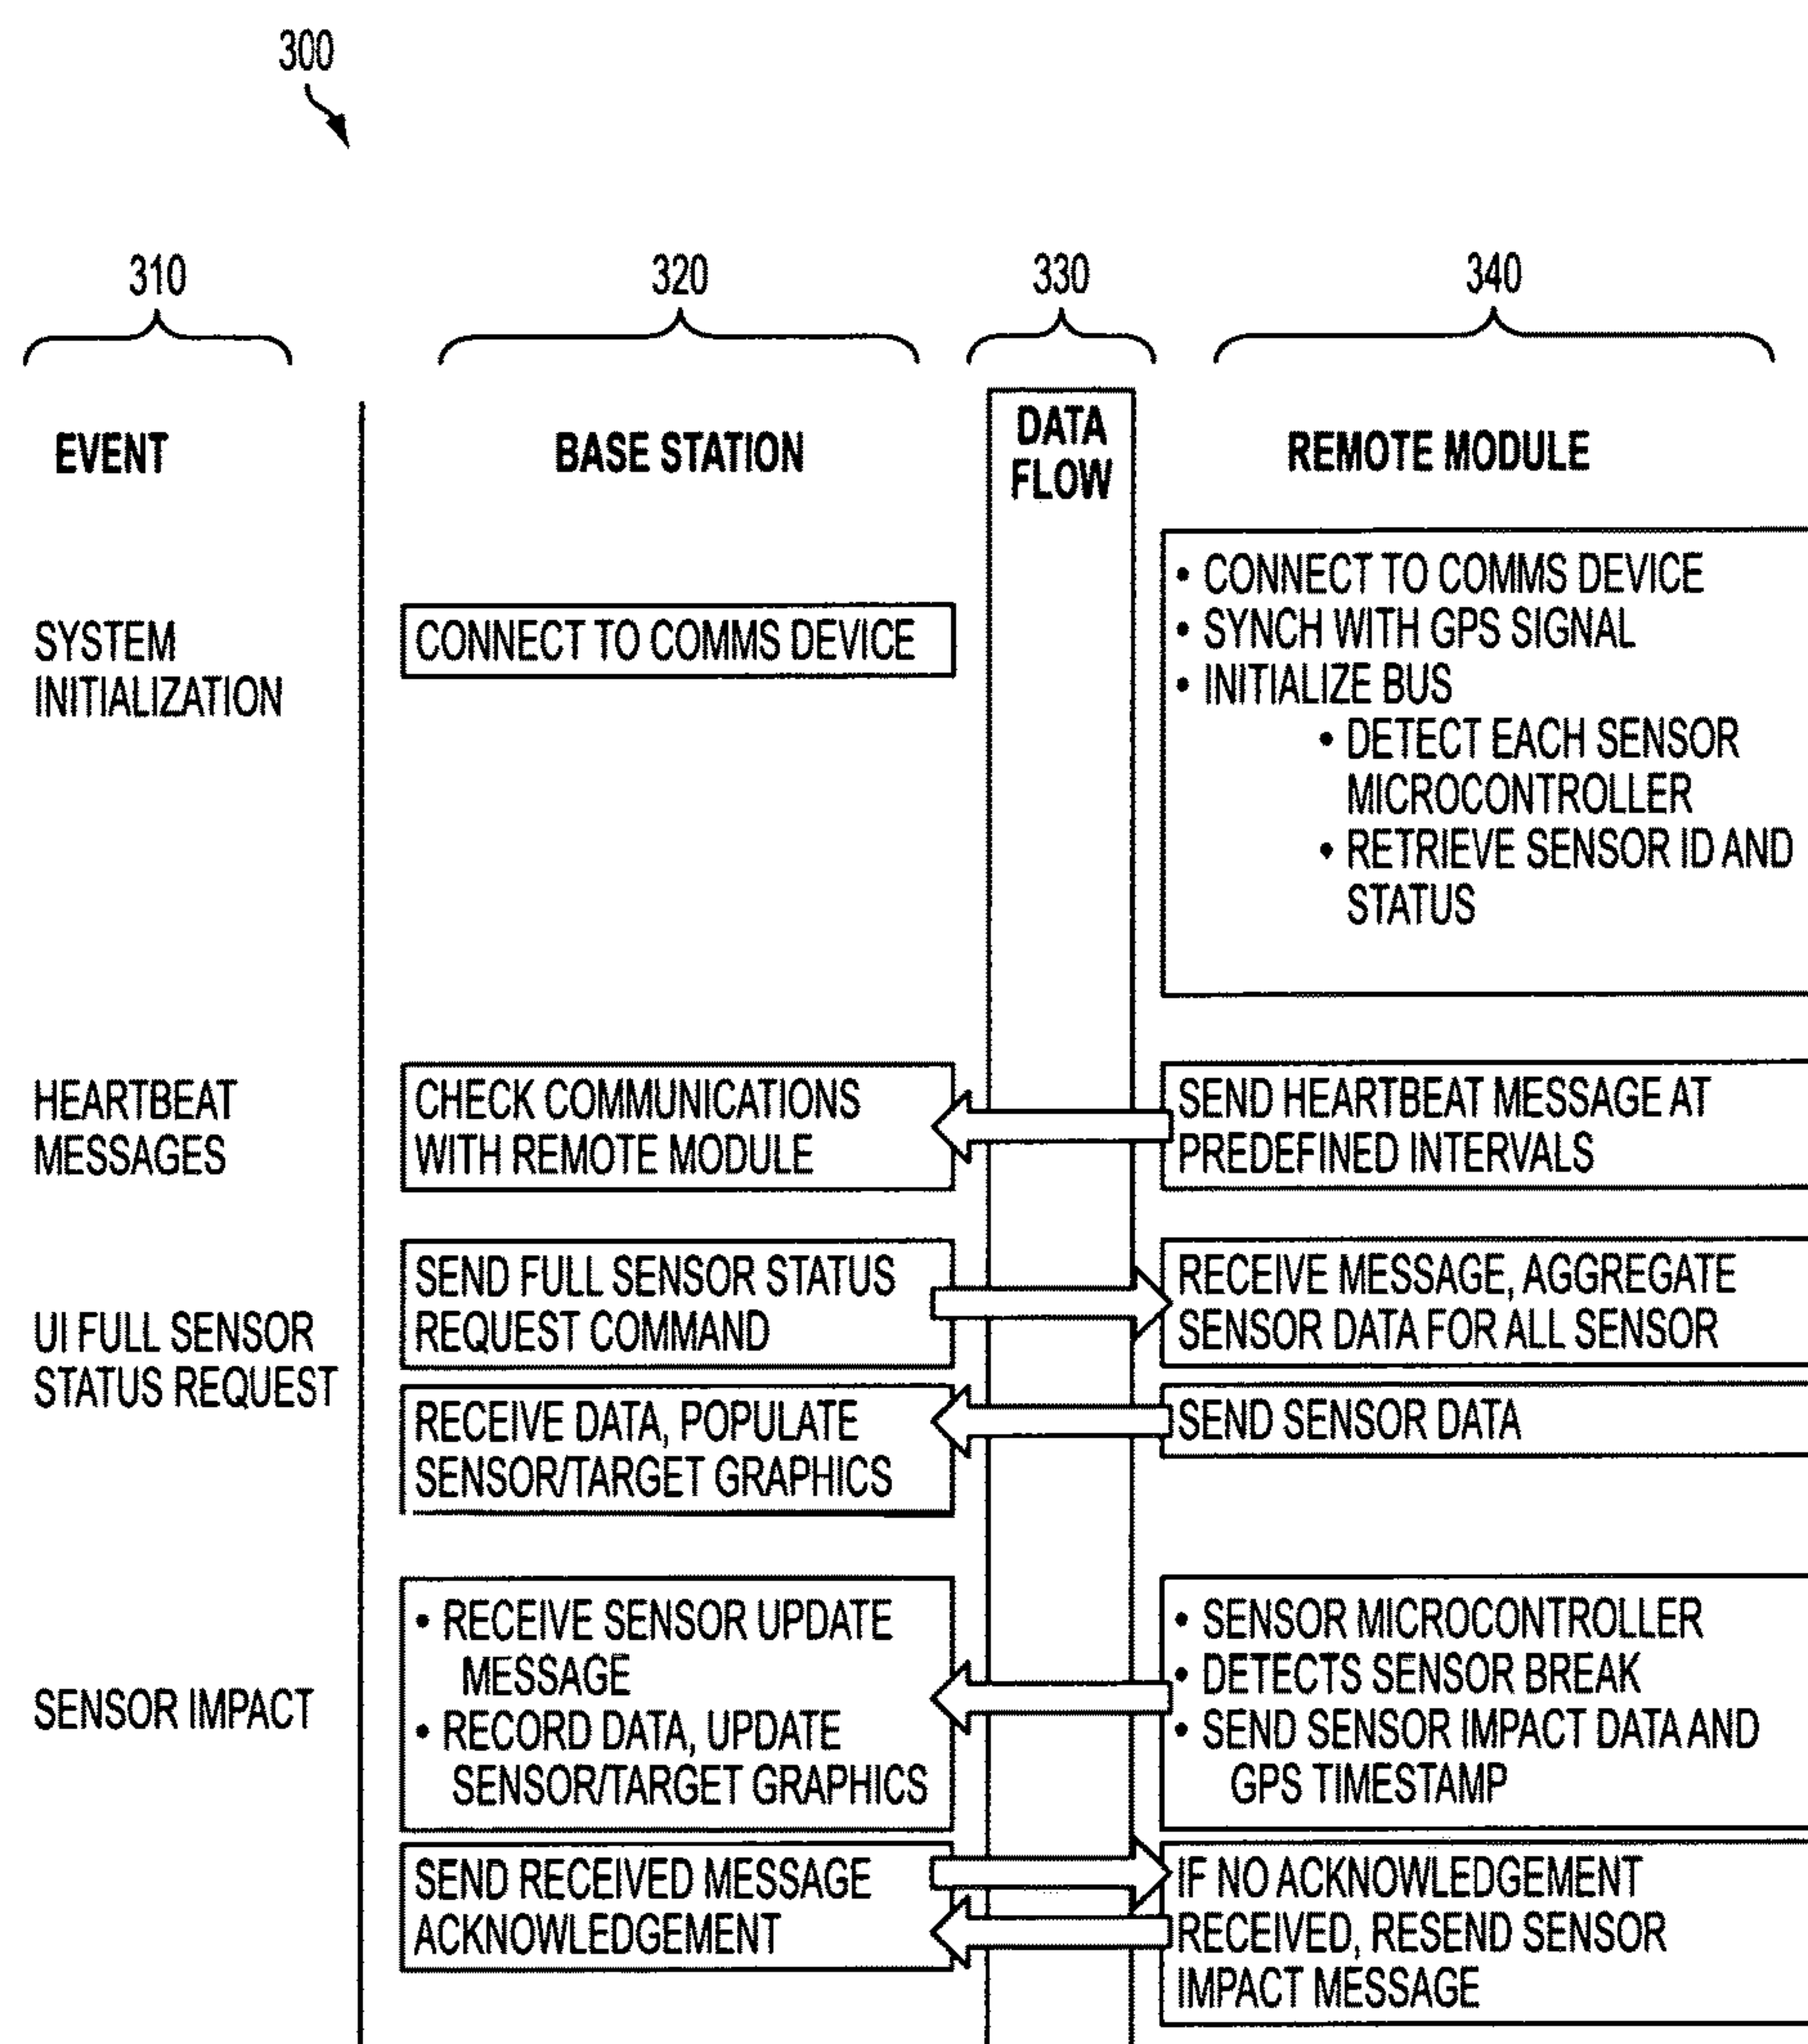 300
310
320
330
340
EVENT
BASE STATION
DATA
FLOW
REMOTE MODULE
SYSTEM
INITIALIZATION
CONNECT TO COMMS DEVICE
• CONNECT TO COMMS DEVICE
• SYNCH WITH GPS SIGNAL
• INITIALIZE BUS
• DETECT EACH SENSOR
MICROCONTROLLER
• RETRIEVE SENSOR ID AND
STATUS
HEARTBEAT
MESSAGES
CHECK COMMUNICATIONS
WITH REMOTE MODULE
SEND HEARTBEAT MESSAGE AT
PREDEFINED INTERVALS
UI FULL SENSOR
STATUS REQUEST
SEND FULL SENSOR STATUS
REQUEST COMMAND
RECEIVE MESSAGE, AGGREGATE
SENSOR DATA FOR ALL SENSOR
RECEIVE DATA, POPULATE
SENSOR/TARGET GRAPHICS
SEND SENSOR DATA
SENSOR IMPACT
• RECEIVE SENSOR UPDATE
MESSAGE
• RECORD DATA, UPDATE
SENSOR/TARGET GRAPHICS
• SENSOR MICROCONTROLLER
• DETECTS SENSOR BREAK
• SEND SENSOR IMPACT DATA AND
GPS TIMESTAMP
SEND RECEIVED MESSAGE
ACKNOWLEDGEMENT
IF NO ACKNOWLEDGEMENT
RECEIVED, RESEND SENSOR
IMPACT MESSAGE